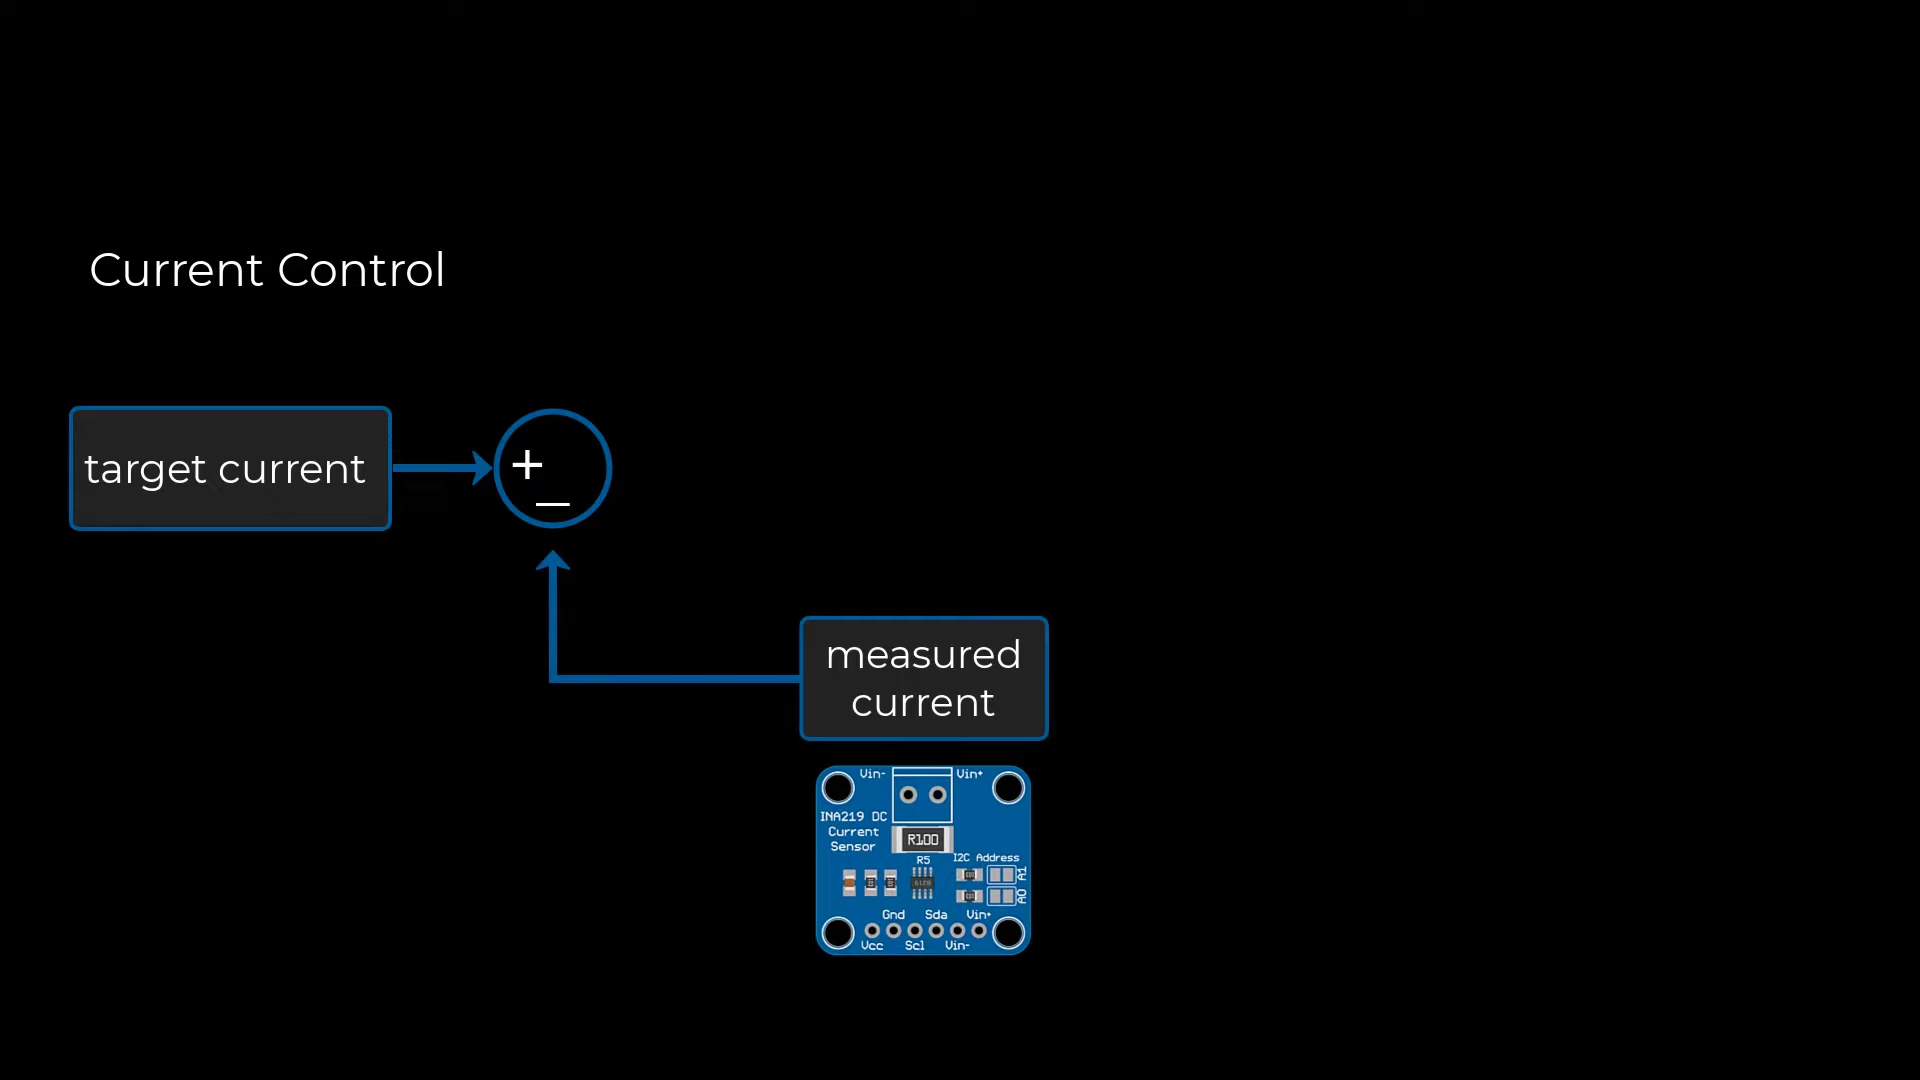 Current Control
target current
+
_
measured
current
Vin-
Vin+
INA219 DC
Current
Sensor
R100
R5
I2C Address
A1
A0
Gnd
Sda
Vin+
Vcc
Scl
Vin-